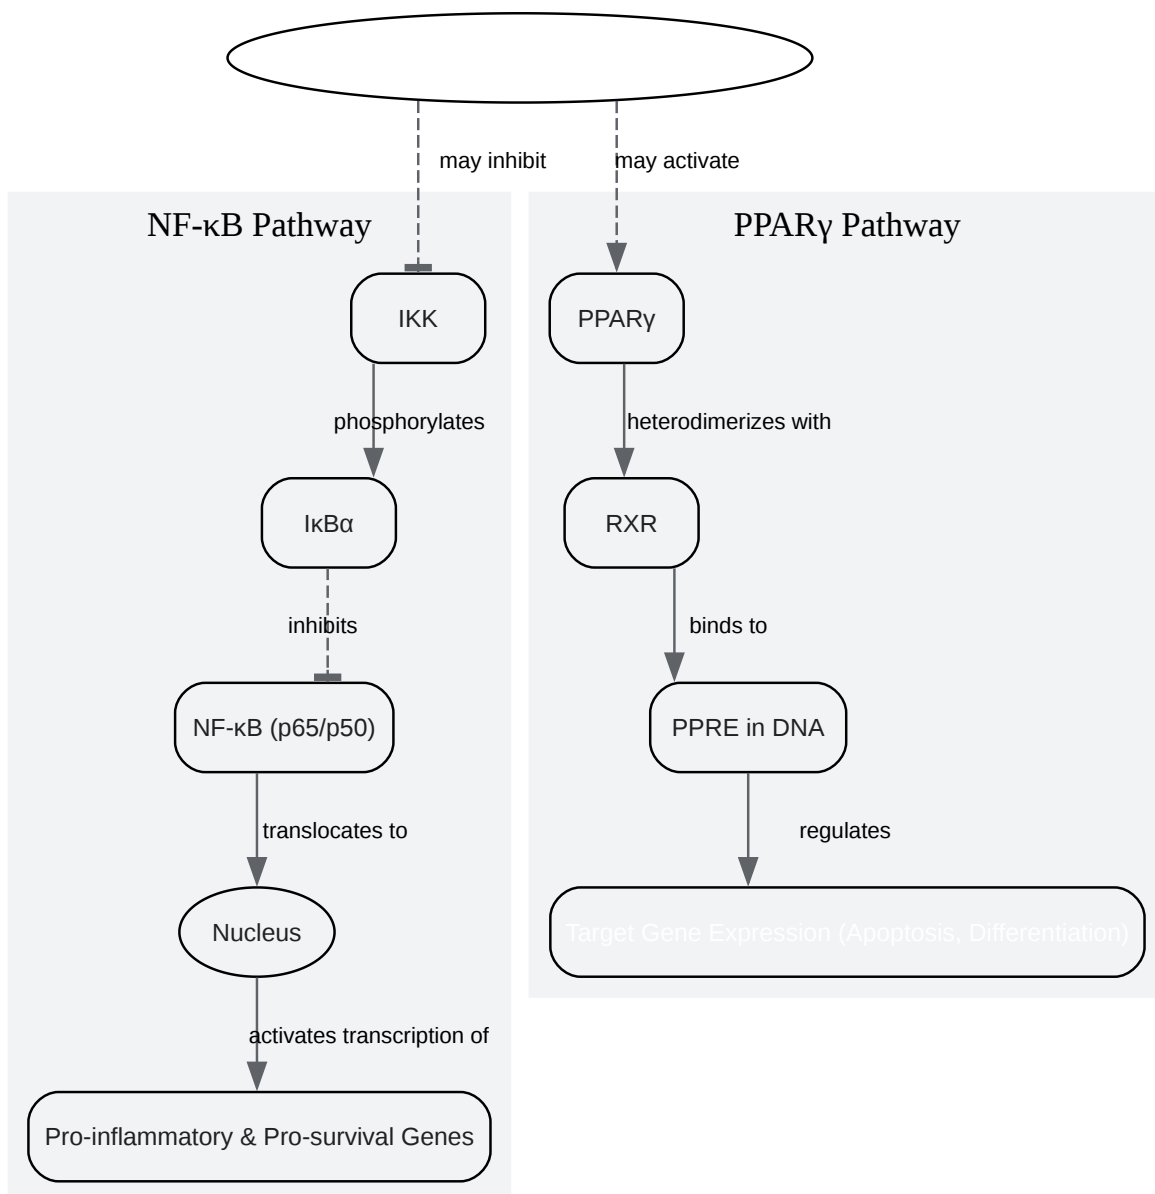 may inhibit
may activate
NF-κB Pathway
PPARγ Pathway
IKK
PPARγ
phosphorylates
heterodimerizes with
IκBα
RXR
inhibits
binds to
NF-κB (p65/p50)
PPRE in DNA
translocates to
regulates
Nucleus
Target Gene Expression (Apoptosis, Differentiation)
activates transcription of
Pro-inflammatory & Pro-survival Genes